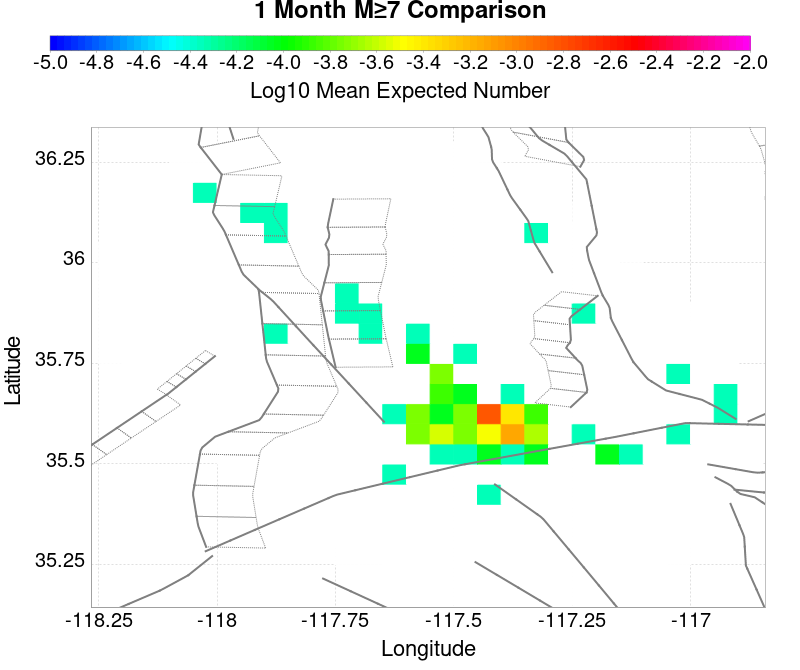 1 Month M≥7 Comparison
-5.0 -4.8 -4.6 -4.4 -4.2 -4.0 -3.8 -3.6 -3.4 -3.2 -3.0 -2.8 -2.6 -2.4 -2.2 -2.0
Log10 Mean Expected Number
36.25
36
35.75
35.5
35.25
Latitude
-118.25 -118 -117.75 -117.5 -117.25 -117
Longitude